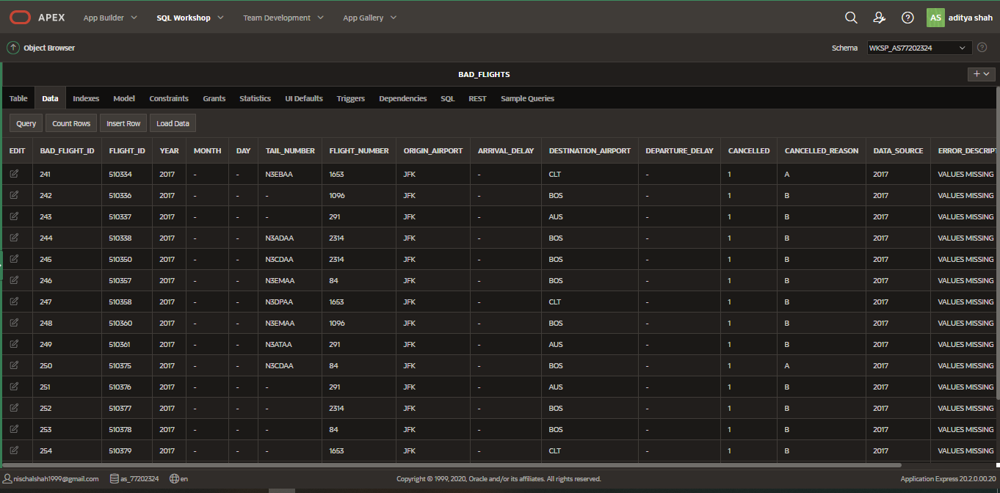 APEX App Builder SQL Workshop Team Development App Gallery AS aditya shah
Object Browser Schema WKSP_AS77202324
BAD_FLIGHTS
Table Data Indexes Model Constraints Grants Statistics UI Defaults Triggers Dependencies SQL REST Sample Queries
Query Count Rows Insert Row Load Data
EDIT BAD_FLIGHT_ID FLIGHT_ID YEAR MONTH DAY TAIL_NUMBER FLIGHT_NUMBER ORIGIN_AIRPORT ARRIVAL_DELAY DESTINATION_AIRPORT DEPARTURE_DELAY CANCELLED CANCELLED_REASON DATA_SOURCE ERROR_DESCRIPT
241 510334 2017 - - N3EBAA 1653 JFK - CLT - 1 A 2017 VALUES MISSING
242 510336 2017 - - - 1096 JFK - BOS - 1 B 2017 VALUES MISSING
243 510337 2017 - - - 291 JFK - AUS - 1 B 2017 VALUES MISSING
244 510338 2017 - - N3ADAA 2314 JFK - BOS - 1 B 2017 VALUES MISSING
245 510350 2017 - - N3CDAA 2314 JFK - BOS - 1 B 2017 VALUES MISSING
246 510357 2017 - - N3EMAA 84 JFK - BOS - 1 B 2017 VALUES MISSING
247 510358 2017 - - N3DPAA 1653 JFK - CLT - 1 B 2017 VALUES MISSING
248 510360 2017 - - N3EMAA 1096 JFK - BOS - 1 B 2017 VALUES MISSING
249 510361 2017 - - N3ATAA 291 JFK - AUS - 1 B 2017 VALUES MISSING
250 510375 2017 - - N3CDAA 84 JFK - BOS - 1 A 2017 VALUES MISSING
251 510376 2017 - - - 291 JFK - AUS - 1 B 2017 VALUES MISSING
252 510377 2017 - - - 2314 JFK - BOS - 1 B 2017 VALUES MISSING
253 510378 2017 - - - 84 JFK - BOS - 1 B 2017 VALUES MISSING
254 510379 2017 - - - 1653 JFK - CLT - 1 B 2017 VALUES MISSING
nischalshah1999@gmail.com as_77202324 en Copyright © 1999, 2020, Oracle and/or its affiliates. All rights reserved. Application Express 20.2.0.00.20